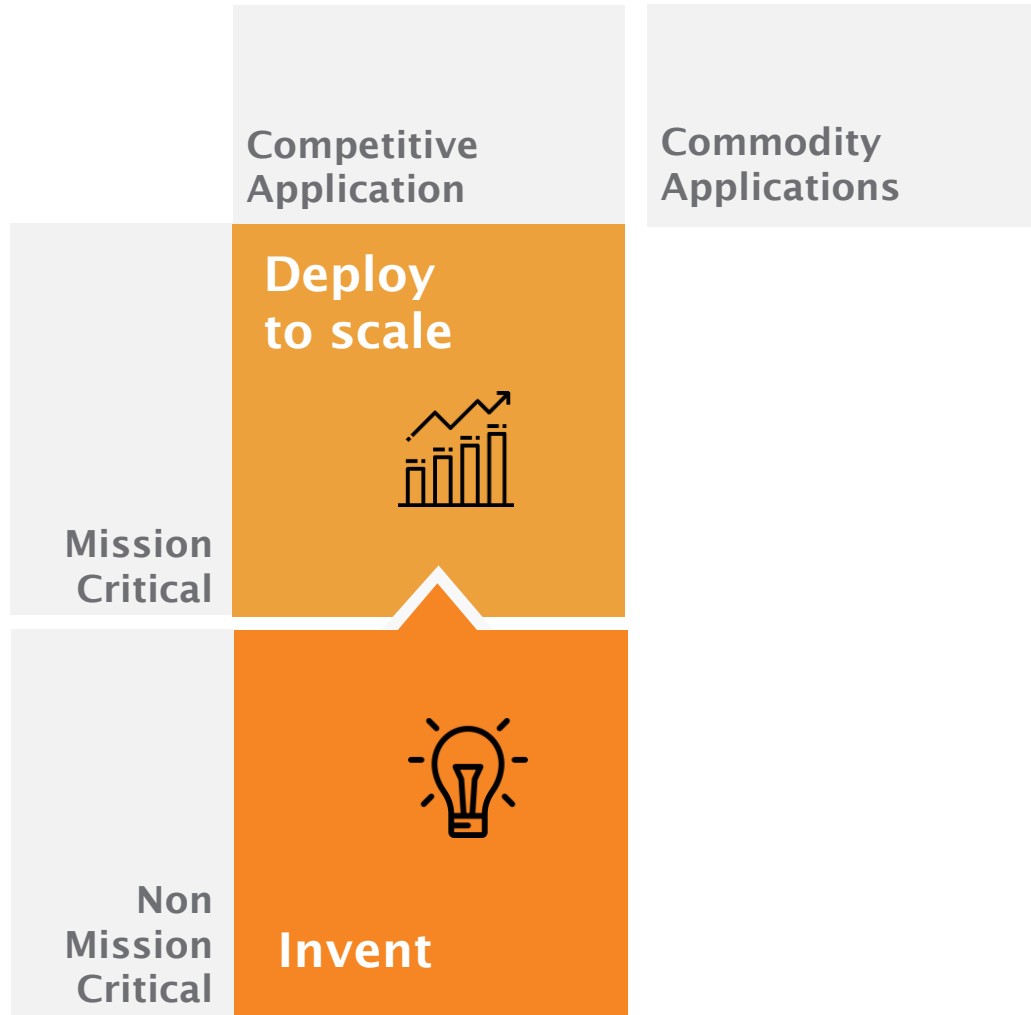 Competitive
Application
Commodity
Applications
Deploy
to scale
Mission
Critical
Non
Mission
Critical
Invent